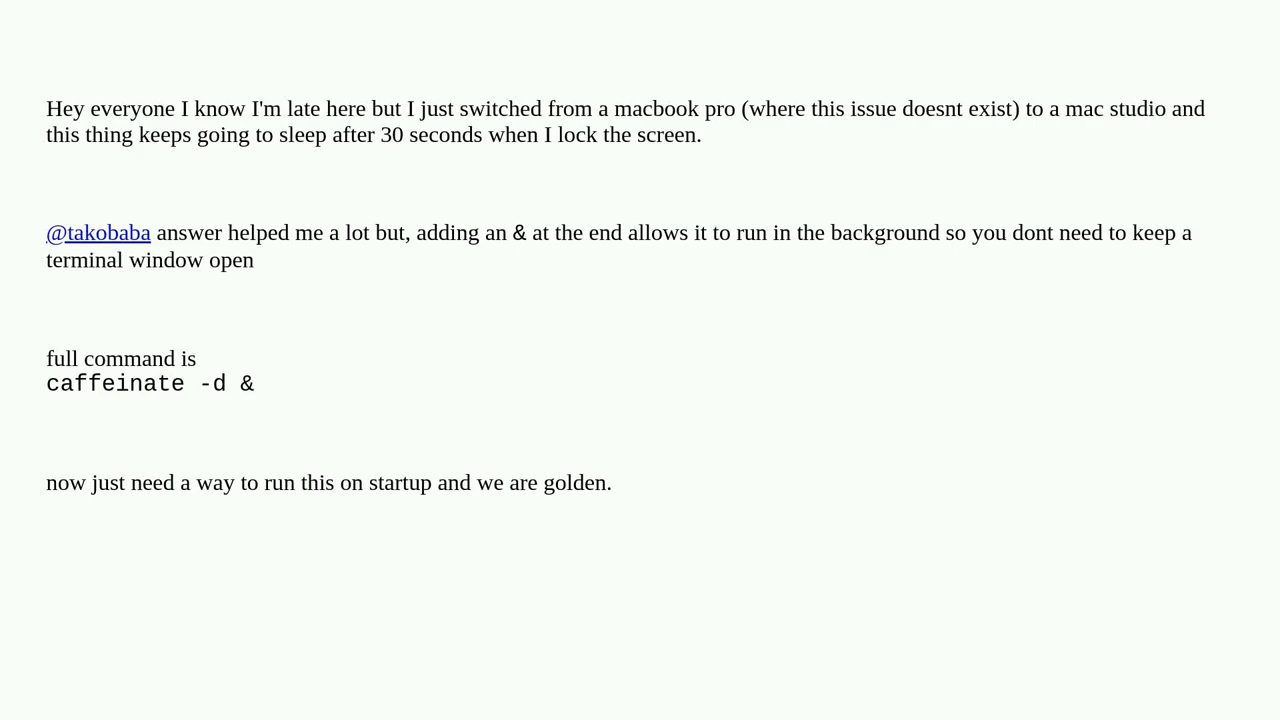 Hey everyone I know I'm late here but I just switched from a macbook pro (where this issue doesnt exist) to a mac studio and
this thing keeps going to sleep after 30 seconds when I lock the screen.
@takobaba answer helped me a lot but, adding an & at the end allows it to run in the background so you dont need to keep a
terminal window open
full command is
caffeinate -d &
now just need a way to run this on startup and we are golden.